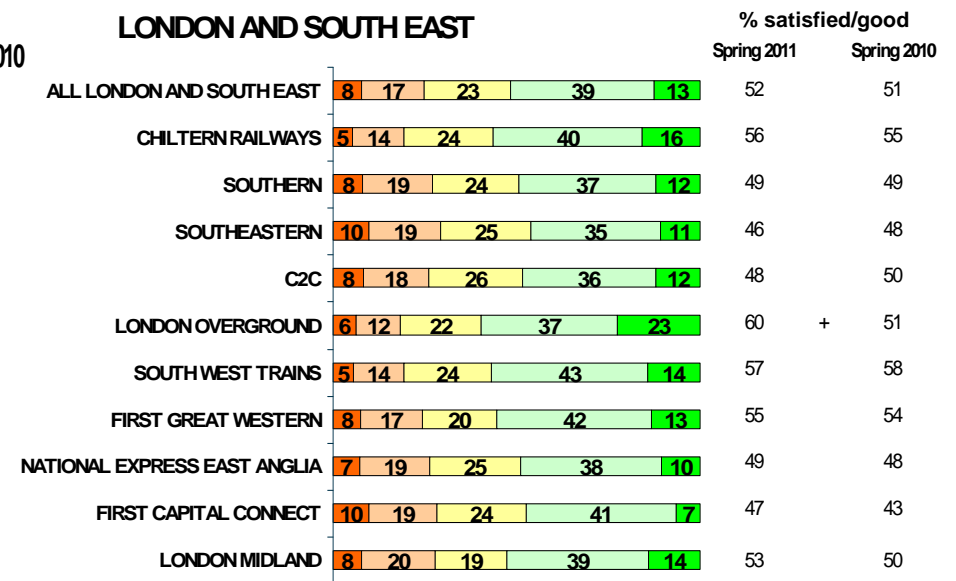 LONDON AND SOUTH EAST
% satisfied/good
010
Spring 2011 Spring 2010
ALL LONDON AND SOUTH EAST 8 17 23 39 13 52 51
CHILTERN RAILWAYS 5 14 24 40 16 56 55
SOUTHERN 8 19 24 37 12 49 49
SOUTHEASTERN 10 19 25 35 11 46 48
C2C 8 18 26 36 12 48 50
LONDON OVERGROUND 6 12 22 37 23 60 + 51
SOUTH WEST TRAINS 5 14 24 43 14 57 58
FIRST GREAT WESTERN 8 17 20 42 13 55 54
NATIONAL EXPRESS EAST ANGLIA 7 19 25 38 10 49 48
FIRST CAPITAL CONNECT 10 19 24 41 7 47 43
LONDON MIDLAND 8 20 19 39 14 53 50